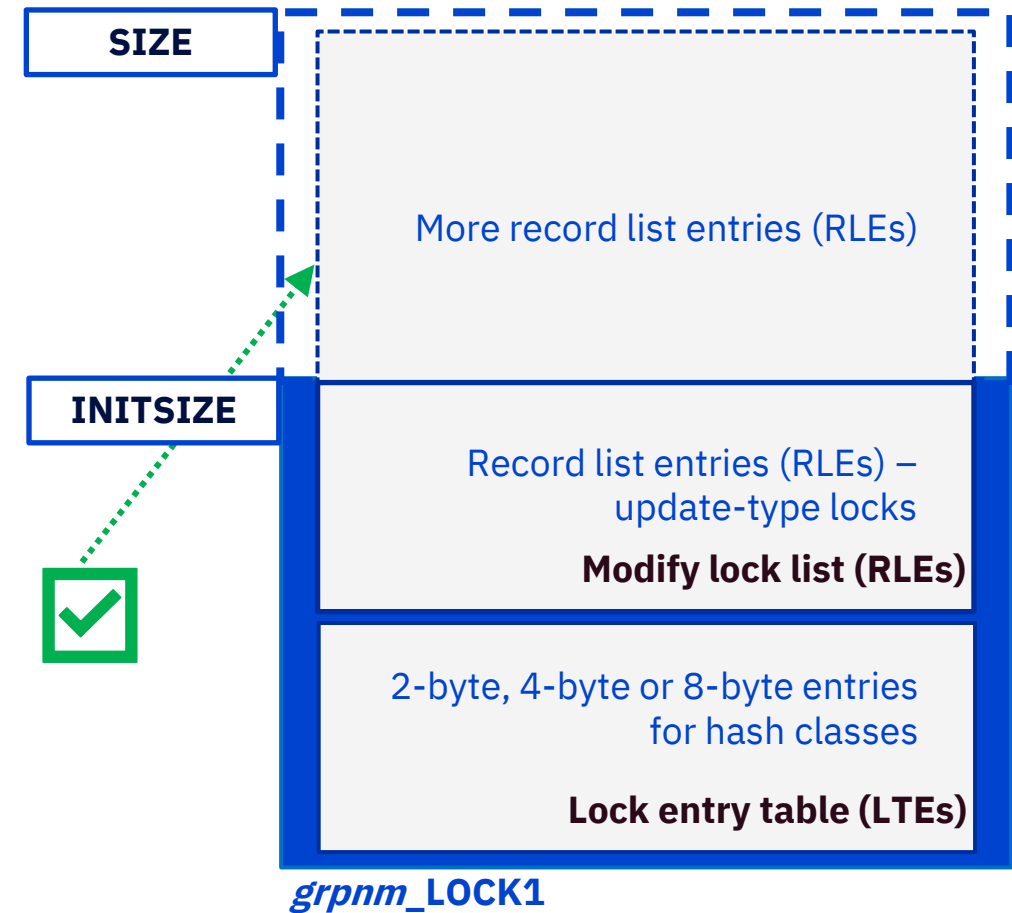 SIZE
More record list entries (RLEs)
INITSIZE
Record list entries (RLEs) –
update-type locks
Modify lock list (RLEs)
2-byte, 4-byte or 8-byte entries
for hash classes
Lock entry table (LTEs)
grpnm_LOCK1